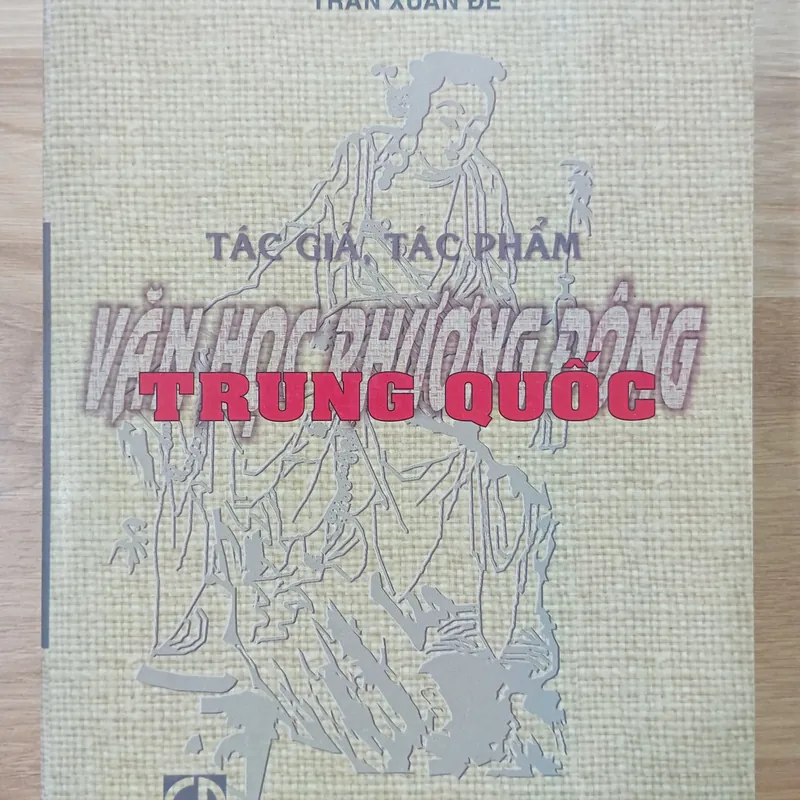 TRẦN XUÂN ĐỀ
TÁC GIẢ, TÁC PHẨM
VĂN HỌC PHƯƠNG ĐÔNG
TRUNG QUỐC